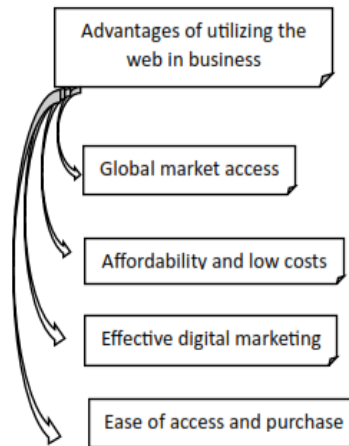 Advantages of utilizing the
web in business
Global market access
Affordability and low costs
Effective digital marketing
Ease of access and purchase